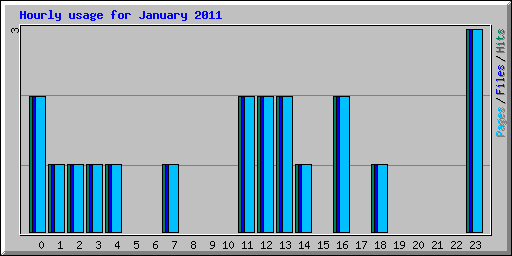 Hourly usage for January 2011
3
Pages/Files/Hits
0 1 2 3 4 5 6 7 8 9 10 11 12 13 14 15 16 17 18 19 20 21 22 23